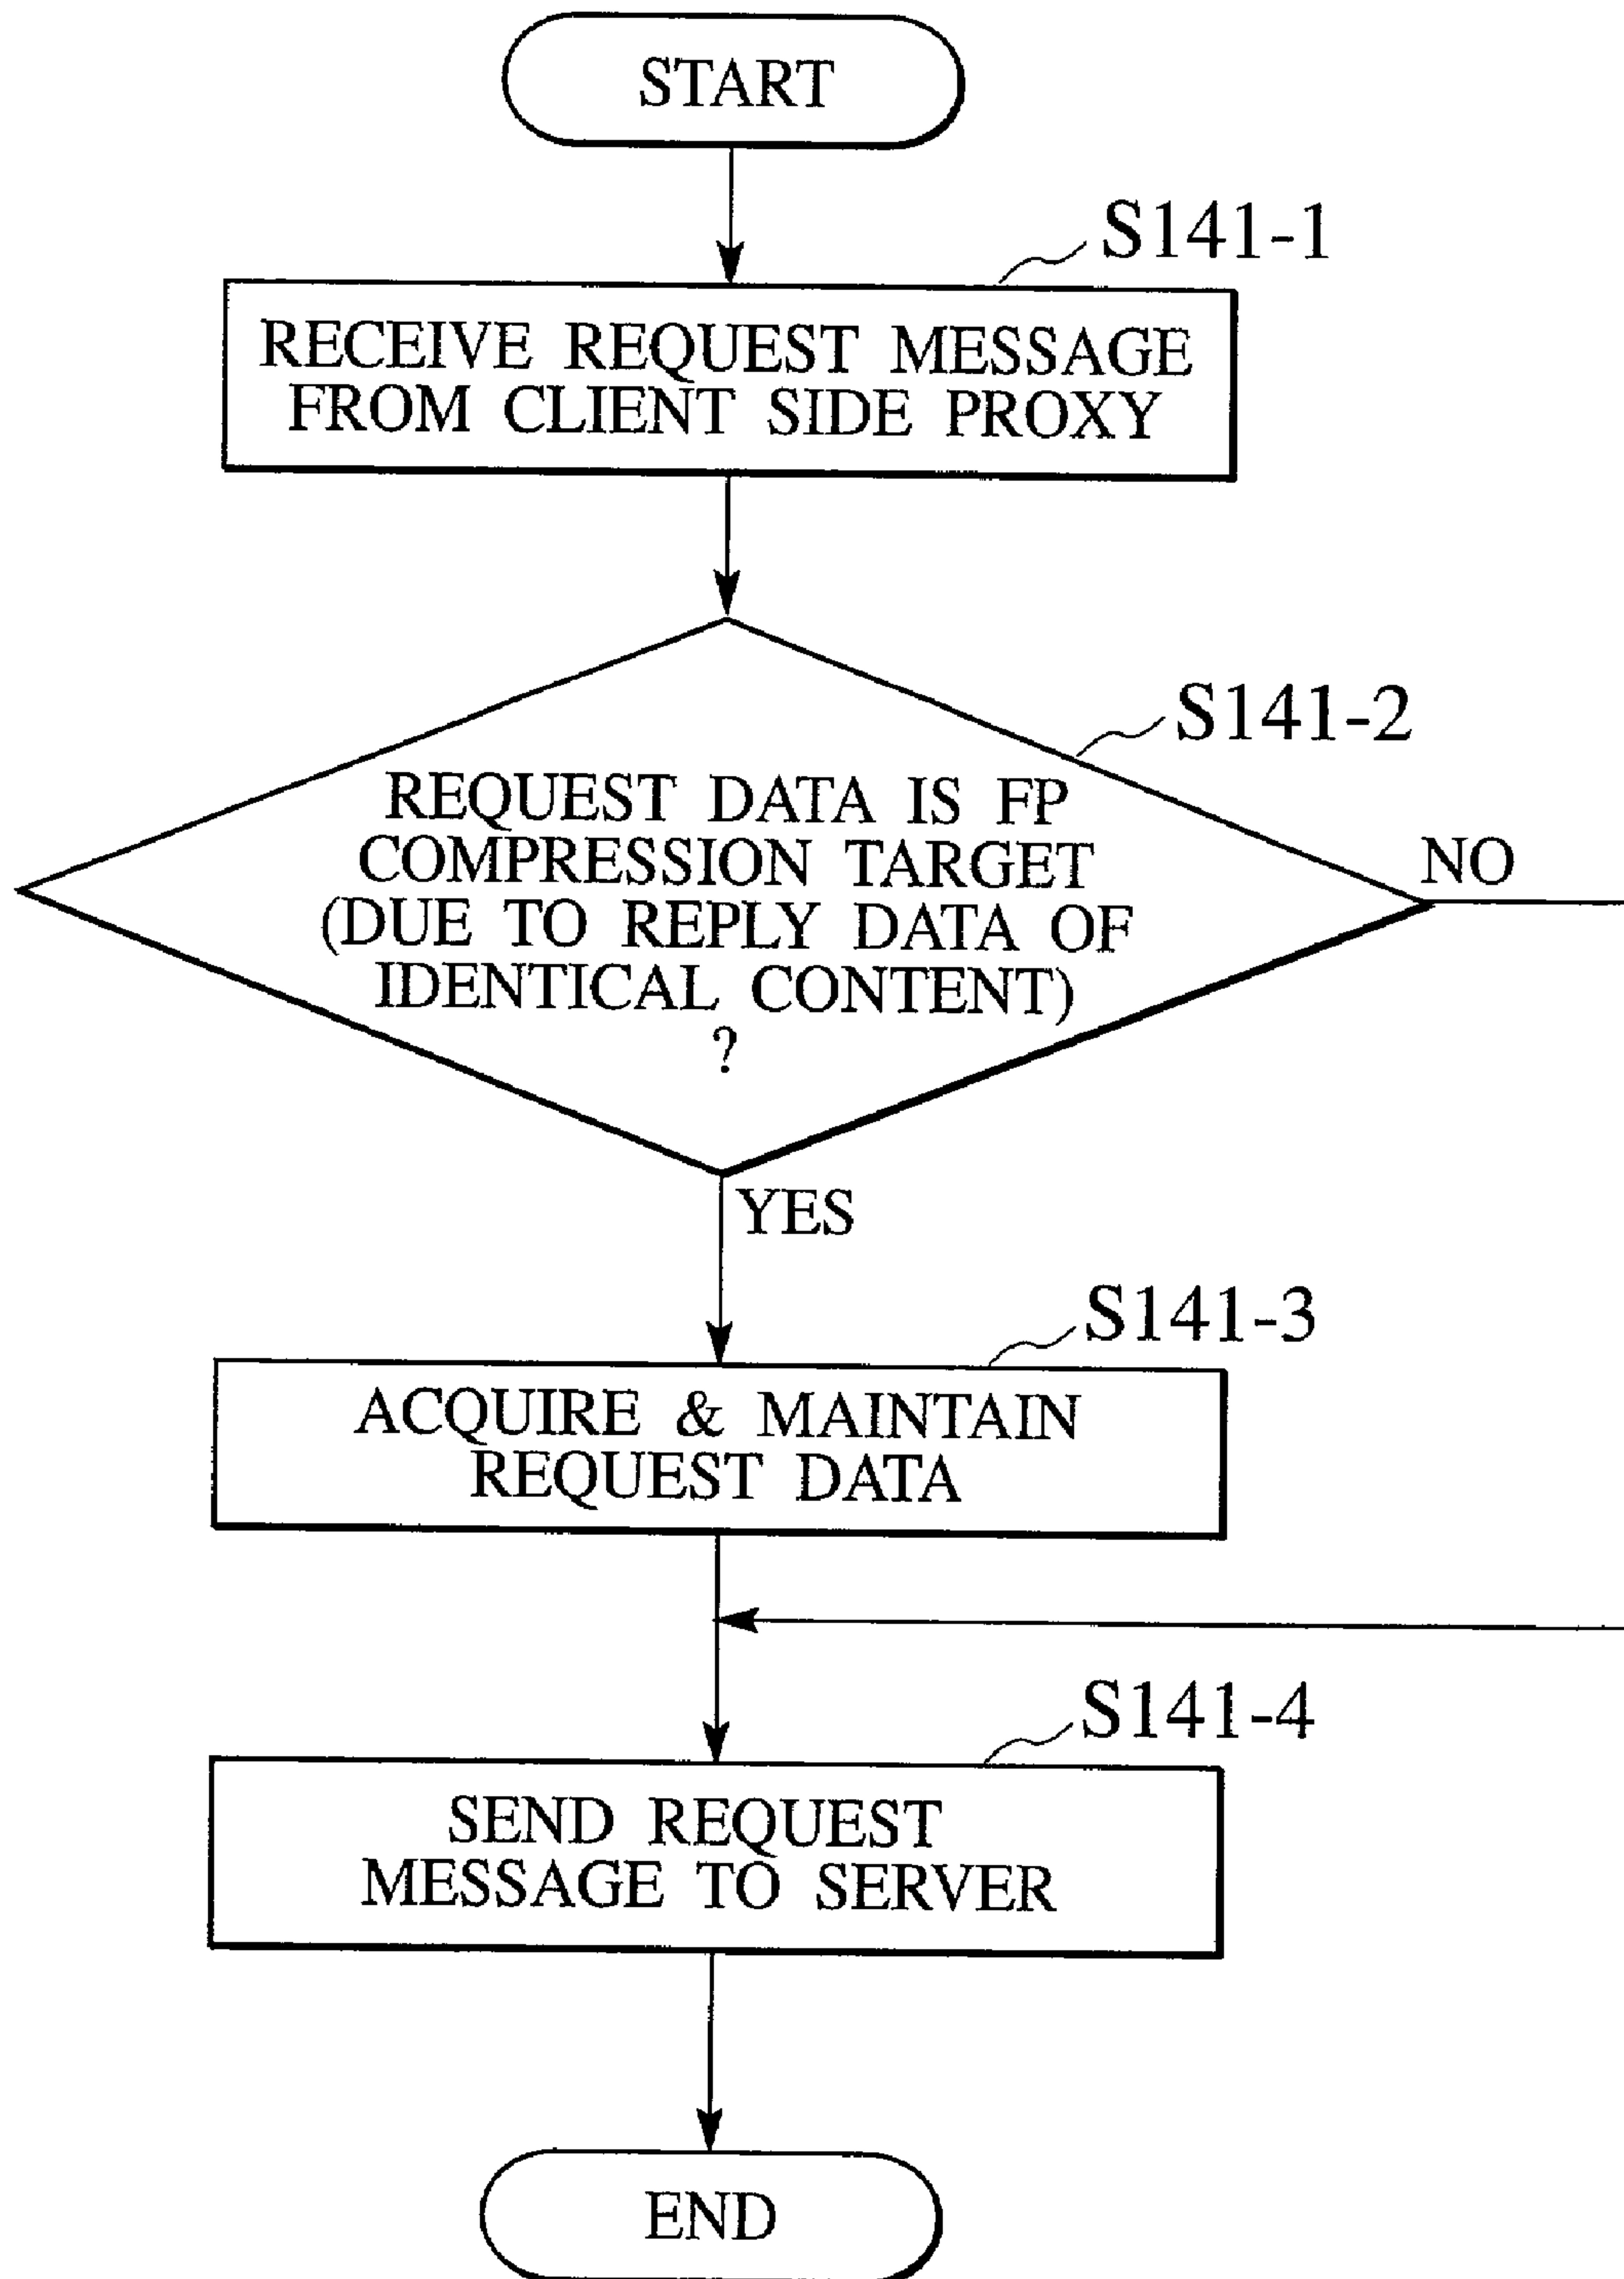 START
S141-1
RECEIVE REQUEST MESSAGE
FROM CLIENT SIDE PROXY
S141-2
REQUEST DATA IS FP
COMPRESSION TARGET
(DUE TO REPLY DATA OF
IDENTICAL CONTENT)
?
NO
YES
S141-3
ACQUIRE & MAINTAIN
REQUEST DATA
S141-4
SEND REQUEST
MESSAGE TO SERVER
END